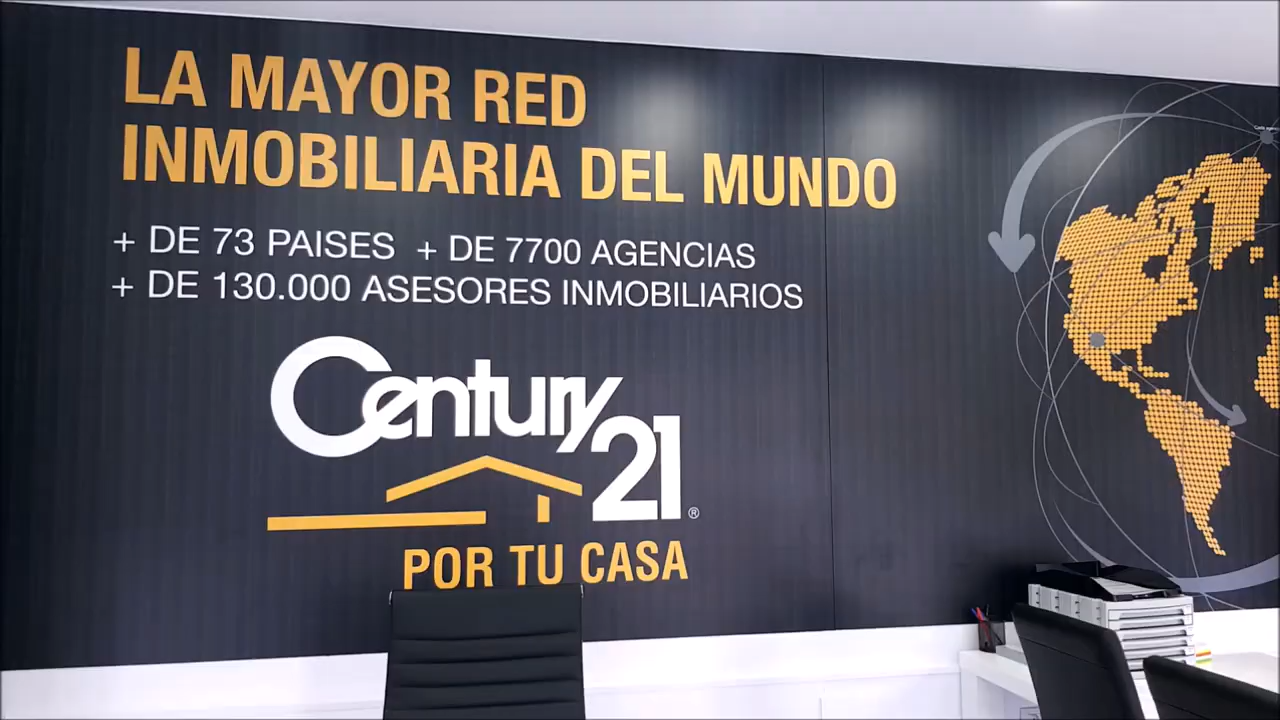 LA MAYOR RED
INMOBILIARIA DEL MUNDO
+ DE 73 PAISES + DE 7700 AGENCIAS
+ DE 130.000 ASESORES INMOBILIARIOS
Century
21®
POR TU CASA